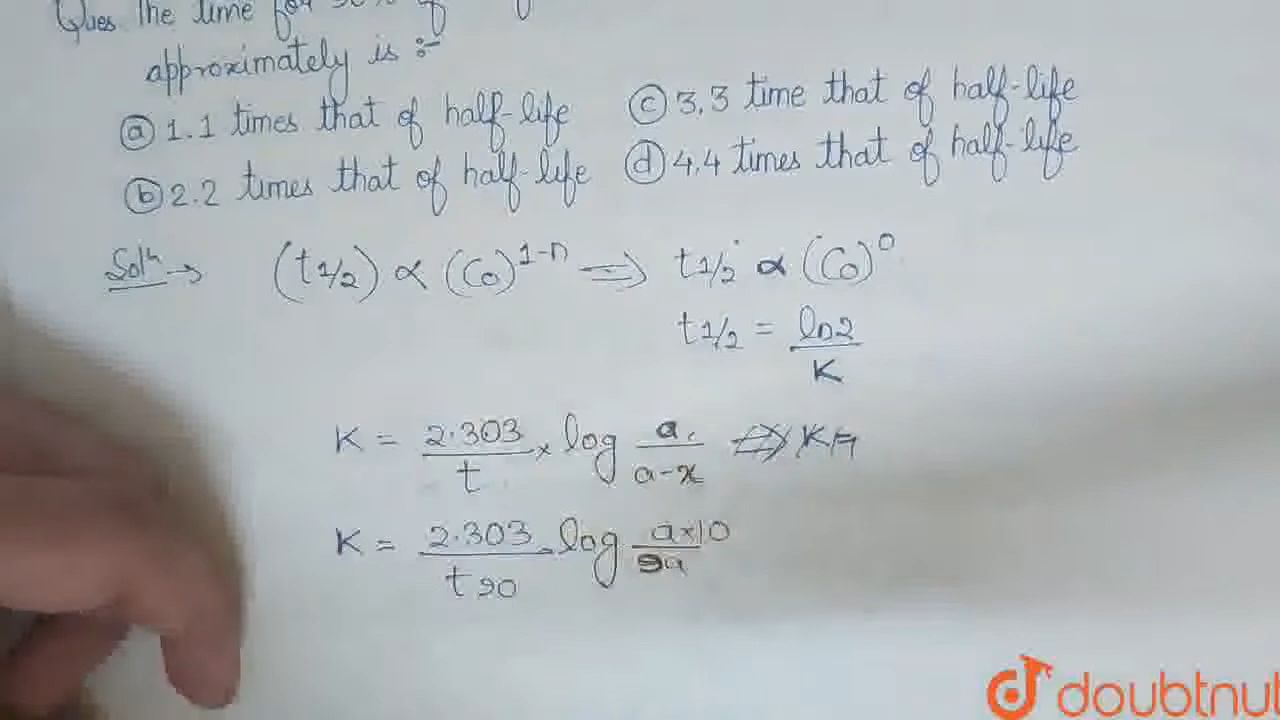 Ques The time for 90% of
approximately is :-
(a) 1.1 times that of half-life (c) 3.3 time that of half-life
(b) 2.2 times that of half-life (d) 4.4 times that of half-life
Solⁿ → (t1/2) ∝ (C0)^1-n ⟹ t1/2 ∝ (C0)^0
t1/2 = ln2/K
K = 2.303/t × log a/a-x ⟹ K=
K = 2.303/t90 log a×10/9a
doubtnut